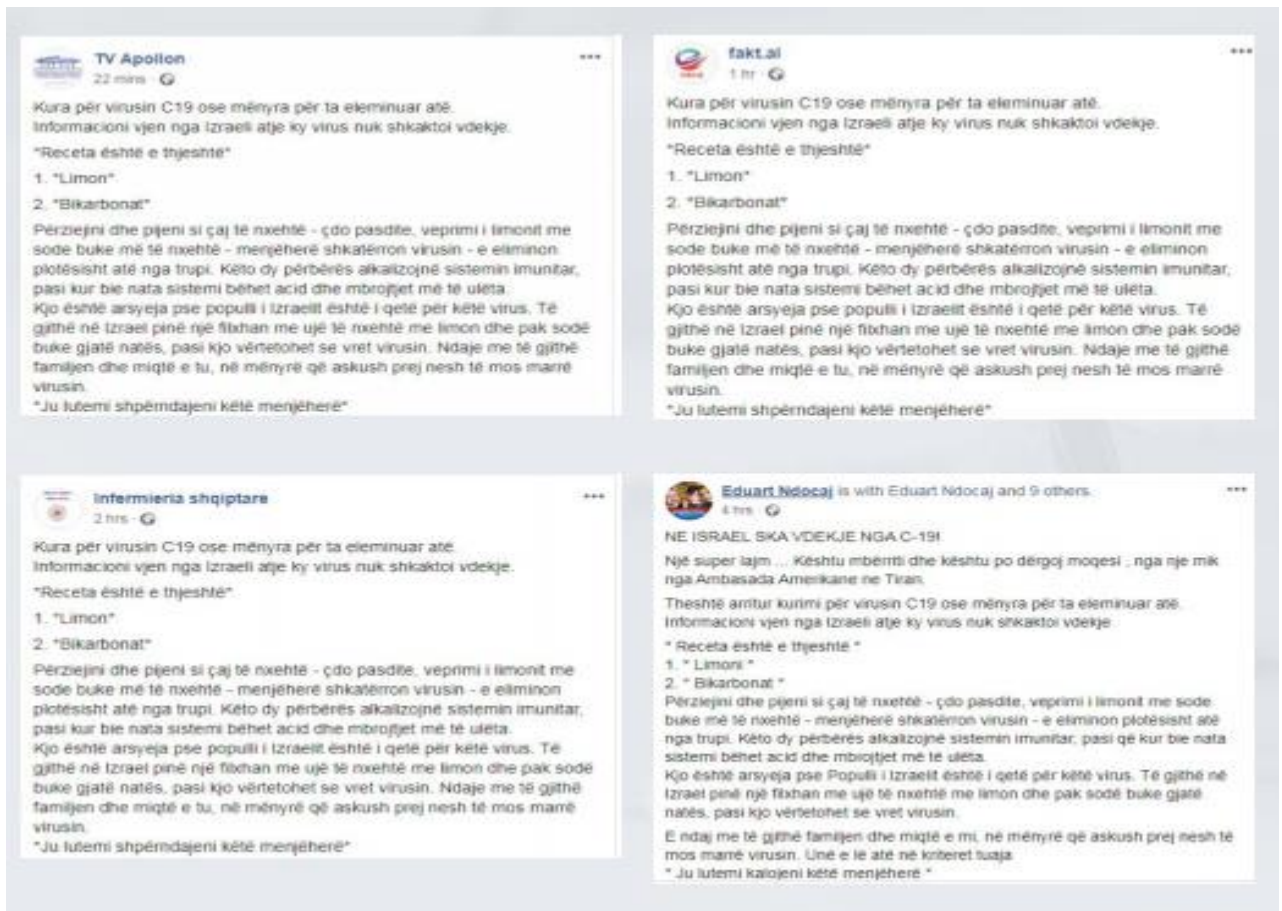 TV Apollon
22 mins
Kura për virusin C19 ose mënyra për ta eleminuar atë.
Informacioni vjen nga Izraeli atje ky virus nuk shkaktoi vdekje.
*Receta është e thjeshtë*
1. *Limon*
2. *Bikarbonat*
Përziejini dhe pijeni si çaj të nxehtë - çdo pasdite, veprimi i limonit me
sode buke më të nxehtë - menjëherë shkatërron virusin - e eliminon
plotësisht atë nga trupi. Këto dy përbërës alkalizojnë sistemin imunitar,
pasi kur bie nata sistemi bëhet acid dhe mbrojtjet më të ulëta.
Kjo është arsyeja pse populli i Izraelit është i qetë për këtë virus. Të
gjithë në Izrael pinë një filxhan me ujë të nxehtë me limon dhe pak sodë
buke gjatë natës, pasi kjo vërtetohet se vret virusin. Ndaje me të gjithë
familjen dhe miqtë e tu, në mënyrë që askush prej nesh të mos marrë
virusin.
*Ju lutemi shpërndajeni këtë menjëherë*
fakt.al
1 hr
Kura për virusin C19 ose mënyra për ta eleminuar atë.
Informacioni vjen nga Izraeli atje ky virus nuk shkaktoi vdekje.
*Receta është e thjeshtë*
1. *Limon*
2. *Bikarbonat*
Përziejini dhe pijeni si çaj të nxehtë - çdo pasdite, veprimi i limonit me
sode buke më të nxehtë - menjëherë shkatërron virusin - e eliminon
plotësisht atë nga trupi. Këto dy përbërës alkalizojnë sistemin imunitar,
pasi kur bie nata sistemi bëhet acid dhe mbrojtjet më të ulëta.
Kjo është arsyeja pse populli i Izraelit është i qetë për këtë virus. Të
gjithë në Izrael pinë një filxhan me ujë të nxehtë me limon dhe pak sodë
buke gjatë natës, pasi kjo vërtetohet se vret virusin. Ndaje me të gjithë
familjen dhe miqtë e tu, në mënyrë që askush prej nesh të mos marrë
virusin.
*Ju lutemi shpërndajeni këtë menjëherë*
Infermieria shqiptare
2 hrs
Kura për virusin C19 ose mënyra për ta eleminuar atë.
Informacioni vjen nga Izraeli atje ky virus nuk shkaktoi vdekje.
*Receta është e thjeshtë*
1. *Limon*
2. *Bikarbonat*
Përziejini dhe pijeni si çaj të nxehtë - çdo pasdite, veprimi i limonit me
sode buke më të nxehtë - menjëherë shkatërron virusin - e eliminon
plotësisht atë nga trupi. Këto dy përbërës alkalizojnë sistemin imunitar,
pasi kur bie nata sistemi bëhet acid dhe mbrojtjet më të ulëta.
Kjo është arsyeja pse populli i Izraelit është i qetë për këtë virus. Të
gjithë në Izrael pinë një filxhan me ujë të nxehtë me limon dhe pak sodë
buke gjatë natës, pasi kjo vërtetohet se vret virusin. Ndaje me të gjithë
familjen dhe miqtë e tu, në mënyrë që askush prej nesh të mos marrë
virusin.
*Ju lutemi shpërndajeni këtë menjëherë*
Eduart Ndocaj is with Eduart Ndocaj and 9 others.
4 hrs
NE ISRAEL SKA VDEKJE NGA C-19!
Një super lajm ... Kështu mbërriti dhe kështu po dërgoj moqesi , nga nje mik
nga Ambasada Amerikane ne Tiran.
Theshtë arritur kurimi për virusin C19 ose mënyra për ta eleminuar atë.
Informacioni vjen nga Izraeli atje ky virus nuk shkaktoi vdekje
* Receta është e thjeshtë *
1. * Limoni *
2. * Bikarbonat *
Përziejini dhe pijeni si çaj të nxehtë - çdo pasdite, veprimi i limonit me sode
buke më të nxehtë - menjëherë shkatërron virusin - e eliminon plotësisht atë
nga trupi. Këto dy përbërës alkalizojnë sistemin imunitar, pasi që kur bie nata
sistemi bëhet acid dhe mbrojtjet më të ulëta.
Kjo është arsyeja pse Populli i Izraelit është i qetë për këtë virus. Të gjithë në
Izrael pinë një filxhan me ujë të nxehtë me limon dhe pak sodë buke gjatë
natës, pasi kjo vërtetohet se vret virusin.
E ndaj me të gjithë familjen dhe miqtë e mi, në mënyrë që askush prej nesh të
mos marrë virusin. Unë e lë atë në kriteret tuaja
* Ju lutemi kalojeni këtë menjëherë *